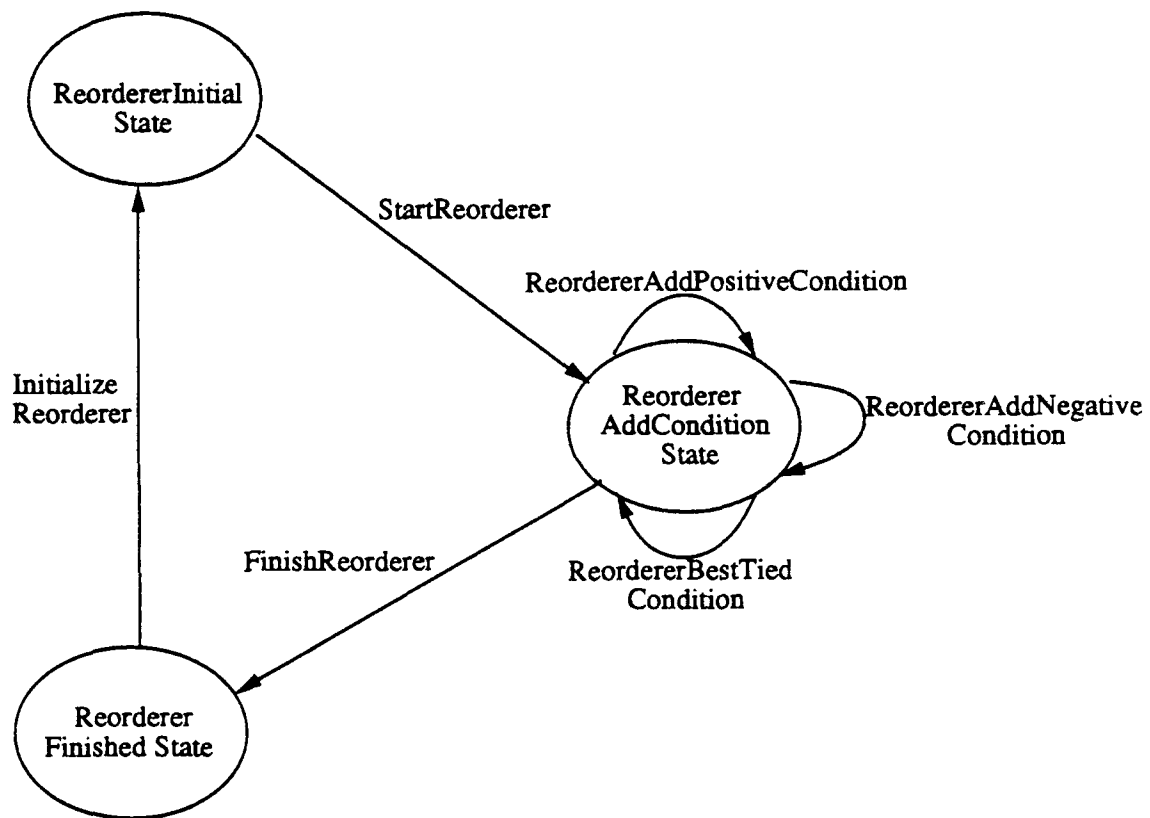 ReordererInitial
State
StartReorderer
ReordererAddPositiveCondition
Initialize
Reorderer
Reorderer
AddCondition
State
ReordererAddNegative
Condition
FinishReorderer
ReordererBestTied
Condition
Reorderer
Finished State